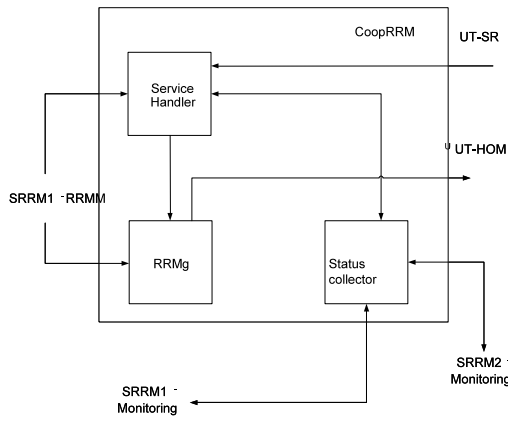 CoopRRM
UT-SR
Service
Handler
UT-HOM
SRRM1 -RRMM
RRMg
Status
collector
SRRM2 -
Monitoring
SRRM1 -
Monitoring